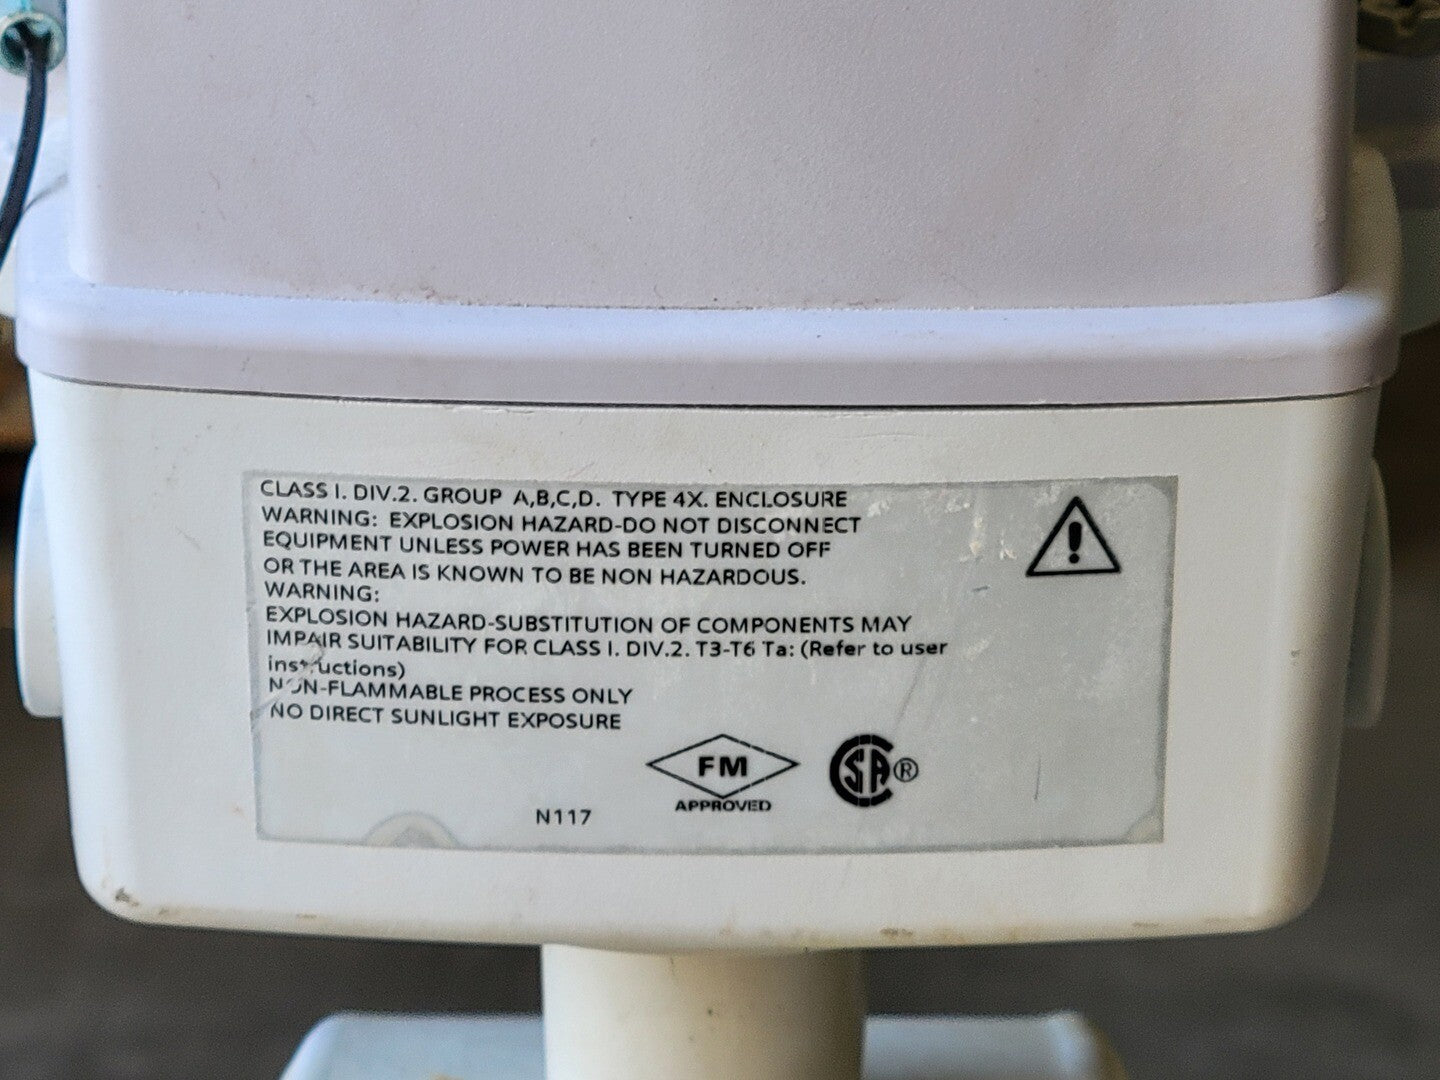 CLASS I. DIV.2. GROUP A,B,C,D. TYPE 4X. ENCLOSURE
WARNING: EXPLOSION HAZARD-DO NOT DISCONNECT
EQUIPMENT UNLESS POWER HAS BEEN TURNED OFF
OR THE AREA IS KNOWN TO BE NON HAZARDOUS.
WARNING:
EXPLOSION HAZARD-SUBSTITUTION OF COMPONENTS MAY
IMPAIR SUITABILITY FOR CLASS I. DIV.2. T3-T6 Ta: (Refer to user
instructions)
NON-FLAMMABLE PROCESS ONLY
NO DIRECT SUNLIGHT EXPOSURE
FM
APPROVED
CSA®
N117